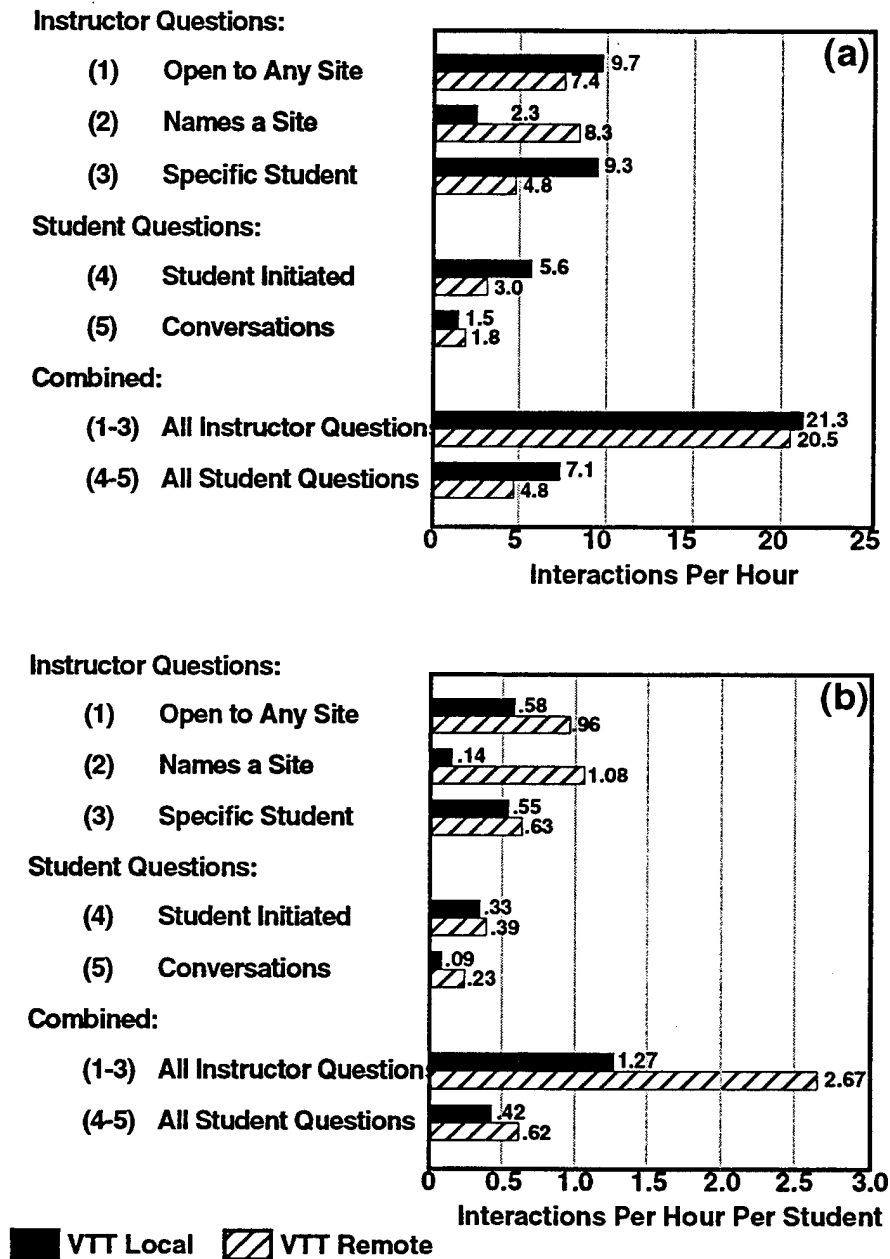 Instructor Questions:
(a)
(1) Open to Any Site 9.7
7.4
(2) Names a Site 2.3
8.3
(3) Specific Student 9.3
4.8
Student Questions:
(4) Student Initiated 5.6
3.0
(5) Conversations 1.5
1.8
Combined:
(1-3) All Instructor Questions 21.3
20.5
(4-5) All Student Questions 7.1
4.8
0 5 10 15 20 25
Interactions Per Hour
Instructor Questions:
(b)
(1) Open to Any Site .58
.96
(2) Names a Site .14
1.08
(3) Specific Student .55
.63
Student Questions:
(4) Student Initiated .33
.39
(5) Conversations .09
.23
Combined:
(1-3) All Instructor Questions 1.27
2.67
(4-5) All Student Questions .42
.62
0 0.5 1.0 1.5 2.0 2.5 3.0
Interactions Per Hour Per Student
VTT Local VTT Remote